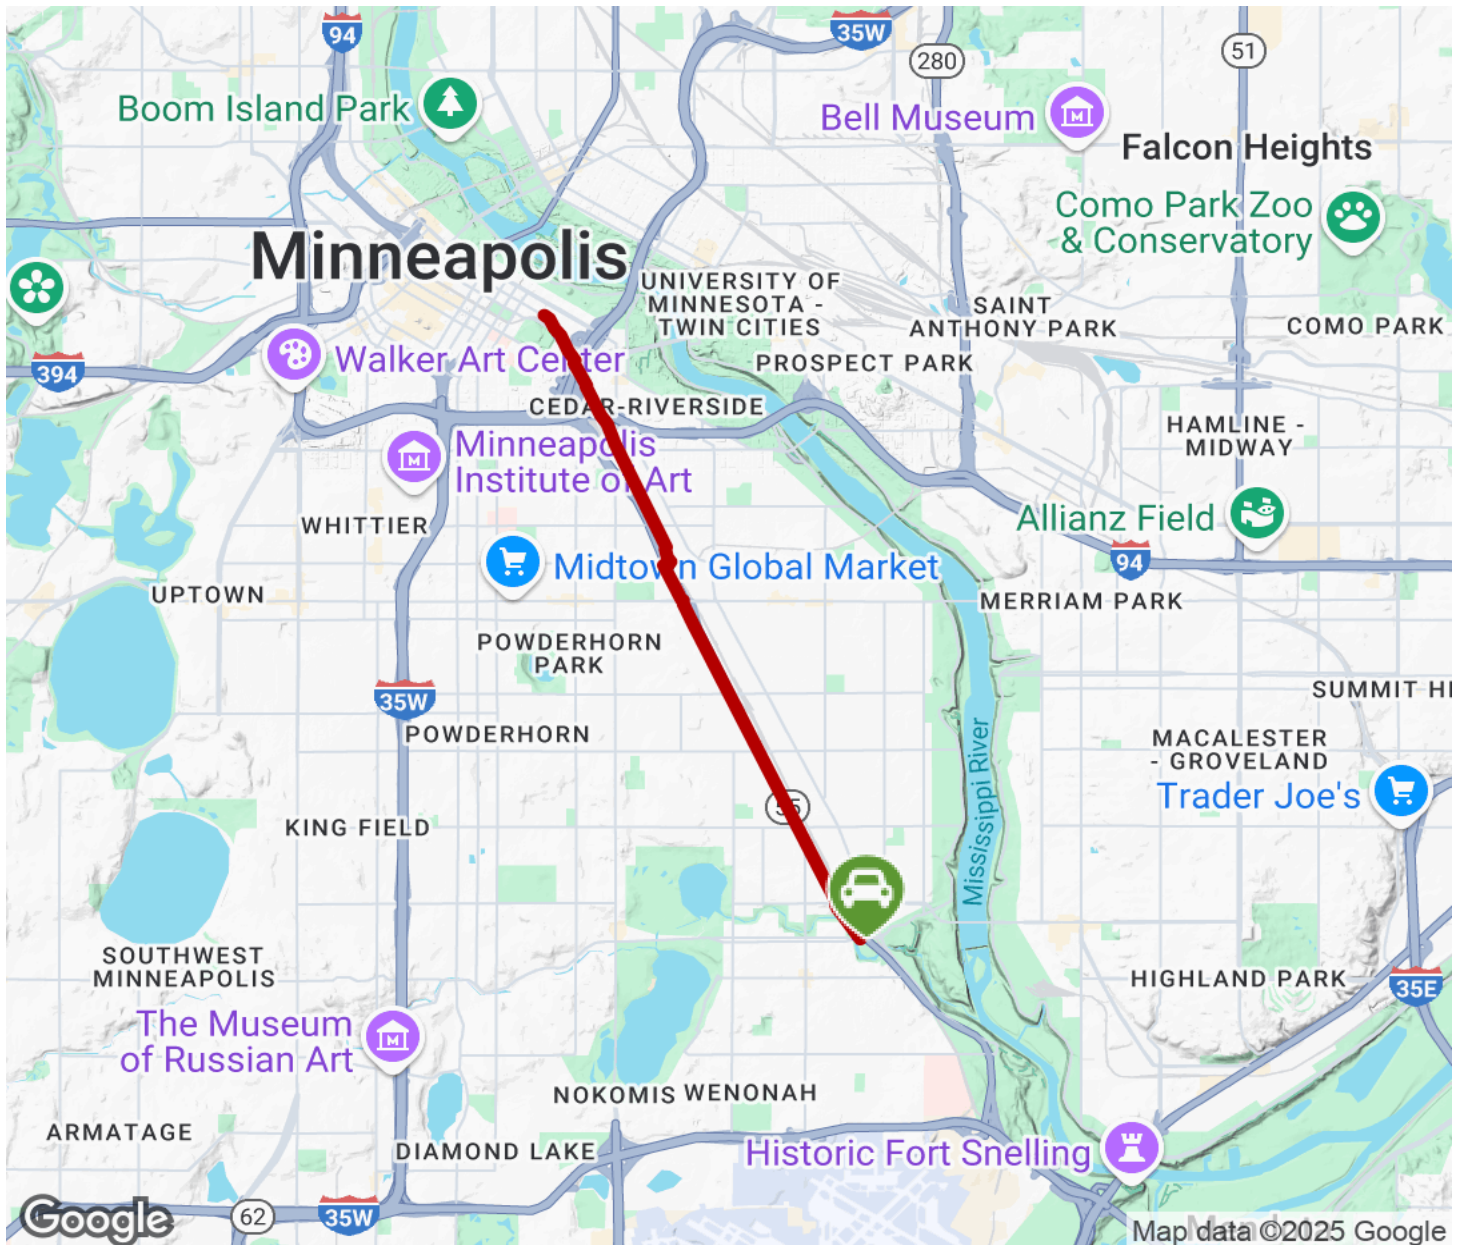 94
35W
280
51
Boom Island Park
Bell Museum
Falcon Heights
Como Park Zoo
& Conservatory
Minneapolis
UNIVERSITY OF
MINNESOTA -
TWIN CITIES
SAINT
ANTHONY PARK
COMO PARK
394
Walker Art Center
PROSPECT PARK
CEDAR-RIVERSIDE
Minneapolis
Institute of Art
HAMLINE -
MIDWAY
WHITTIER
Allianz Field
Midtown Global Market
94
UPTOWN
MERRIAM PARK
POWDERHORN
PARK
35W
SUMMIT HI
POWDERHORN
MACALESTER
- GROVELAND
Trader Joe's
Mississippi River
55
KING FIELD
SOUTHWEST
MINNEAPOLIS
HIGHLAND PARK
35E
The Museum
of Russian Art
NOKOMIS
WENONAH
ARMATAGE
DIAMOND LAKE
Historic Fort Snelling
Google
62
35W
Map data ©2025 Google